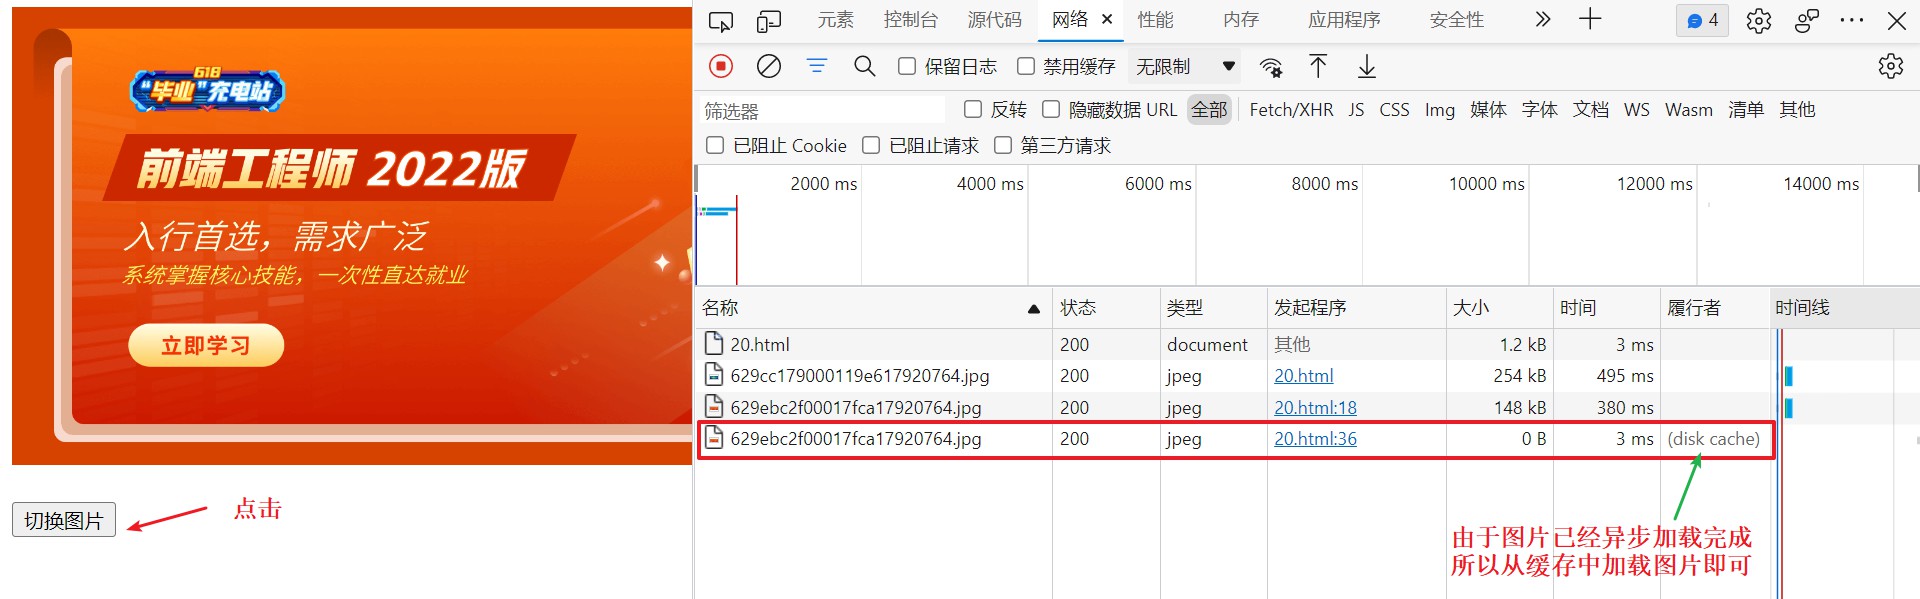 618
“毕业”充电站
前端工程师 2022版
入行首选，需求广泛
系统掌握核心技能，一次性直达就业
立即学习
切换图片
点击
元素 控制台 源代码 网络 × 性能 内存 应用程序 安全性 4
保留日志 禁用缓存 无限制
筛选器 反转 隐藏数据 URL 全部 Fetch/XHR JS CSS Img 媒体 字体 文档 WS Wasm 清单 其他
已阻止 Cookie 已阻止请求 第三方请求
2000 ms 4000 ms 6000 ms 8000 ms 10000 ms 12000 ms 14000 ms
名称 状态 类型 发起程序 大小 时间 履行者 时间线
20.html 200 document 其他 1.2 kB 3 ms
629cc179000119e617920764.jpg 200 jpeg 20.html 254 kB 495 ms
629ebc2f00017fca17920764.jpg 200 jpeg 20.html:18 148 kB 380 ms
629ebc2f00017fca17920764.jpg 200 jpeg 20.html:36 0 B 3 ms (disk cache)
由于图片已经异步加载完成
所以从缓存中加载图片即可